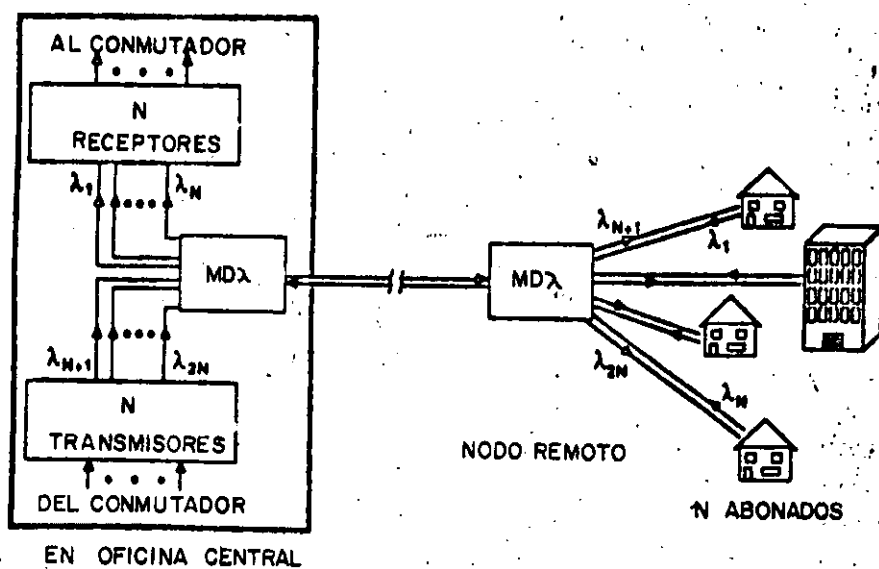 AL CONMUTADOR
N
RECEPTORES
λ1 λN
MDλ
λN+1 λ2N
N
TRANSMISORES
DEL CONMUTADOR
EN OFICINA CENTRAL
MDλ
NODO REMOTO
λN+1
λ1
λ2N
λN
N ABONADOS